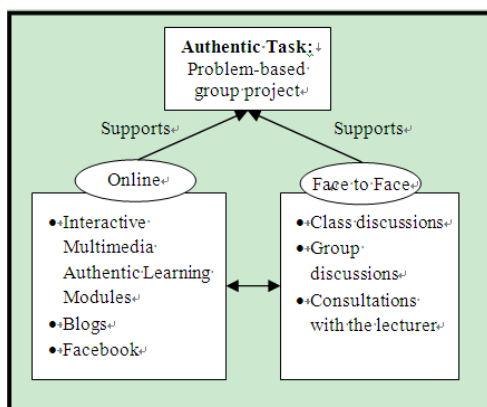 Authentic Task:
Problem-based
group project
Supports
Supports
Online
Face to Face
• Interactive
Multimedia
Authentic Learning
Modules
• Blogs
• Facebook
• Class discussions
• Group
discussions
• Consultations
with the lecturer